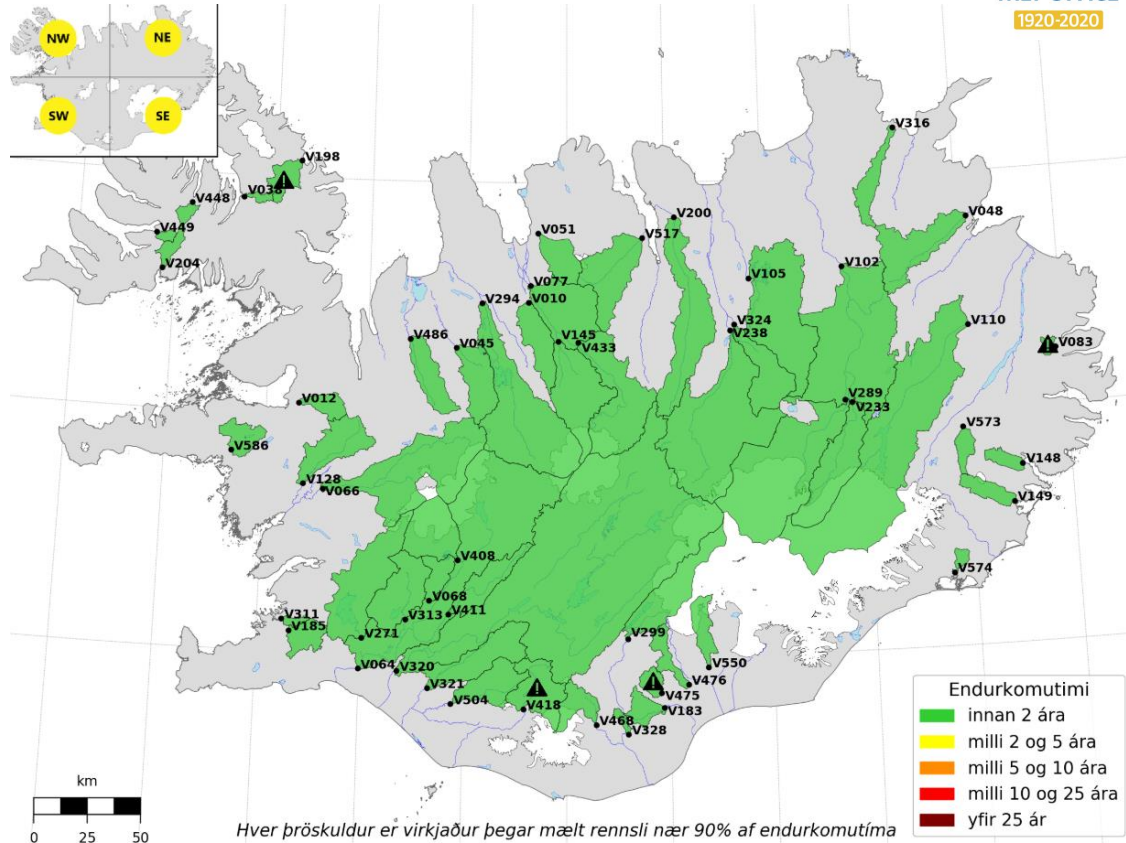 1920-2020
NW
NE
SW
SE
V316
V198
V038
V448
V449
V204
V200
V048
V051
V517
V102
V105
V077
V010
V294
V324
V238
V110
V083
V486
V045
V145
V433
V012
V289
V233
V586
V573
V148
V128
V066
V149
V408
V574
V068
V411
V313
V311
V185
V271
V299
V064
V320
V550
V321
V476
V475
V504
V418
V183
V468
V328
km
0 25 50
Endurkomutimi
innan 2 ára
milli 2 og 5 ára
milli 5 og 10 ára
milli 10 og 25 ára
yfir 25 ár
Hver þröskuldur er virkjaður þegar mælt rennsli nær 90% af endurkomutíma